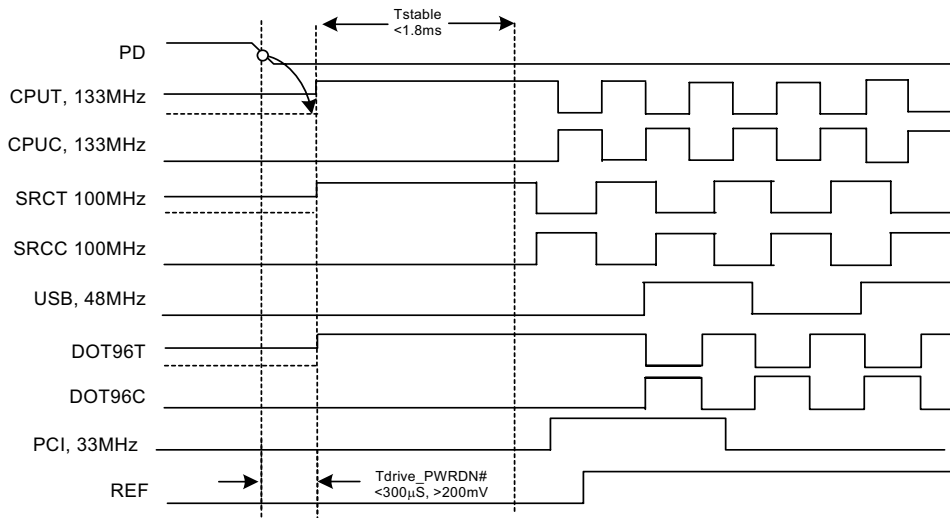 Tstable
<1.8ms
PD
CPUT, 133MHz
CPUC, 133MHz
SRCT 100MHz
SRCC 100MHz
USB, 48MHz
DOT96T
DOT96C
PCI, 33MHz
Tdrive_PWRDN#
<300μS, >200mV
REF